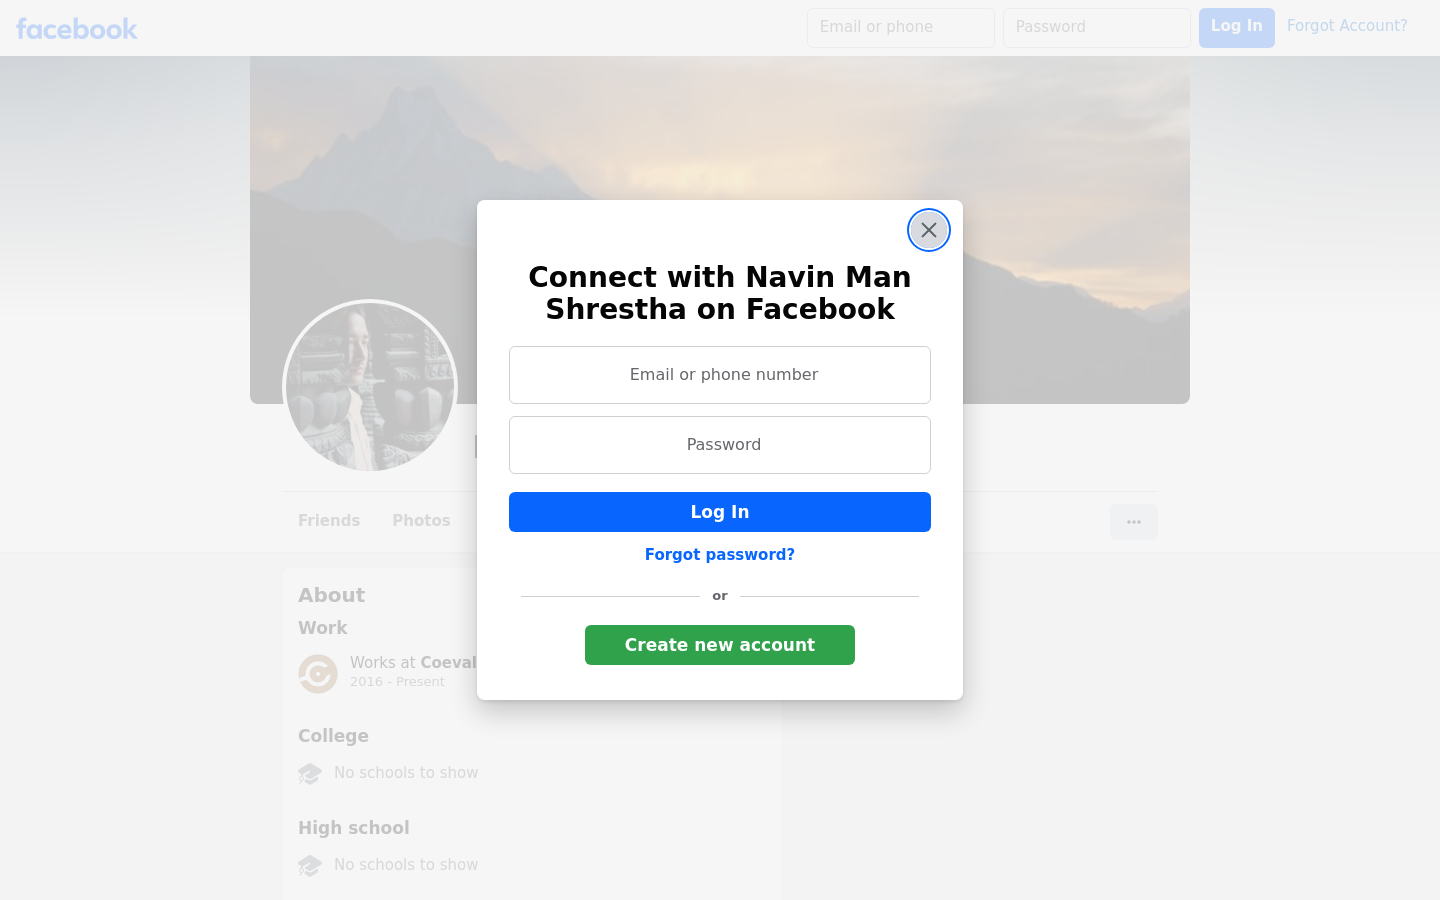 facebook
Email or phone
Password
Log In
Forgot Account?
Connect with Navin Man
Shrestha on Facebook
Email or phone number
Password
Log In
Forgot password?
or
Create new account
Friends
Photos
About
Work
Works at Coeval
2016 - Present
College
No schools to show
High school
No schools to show